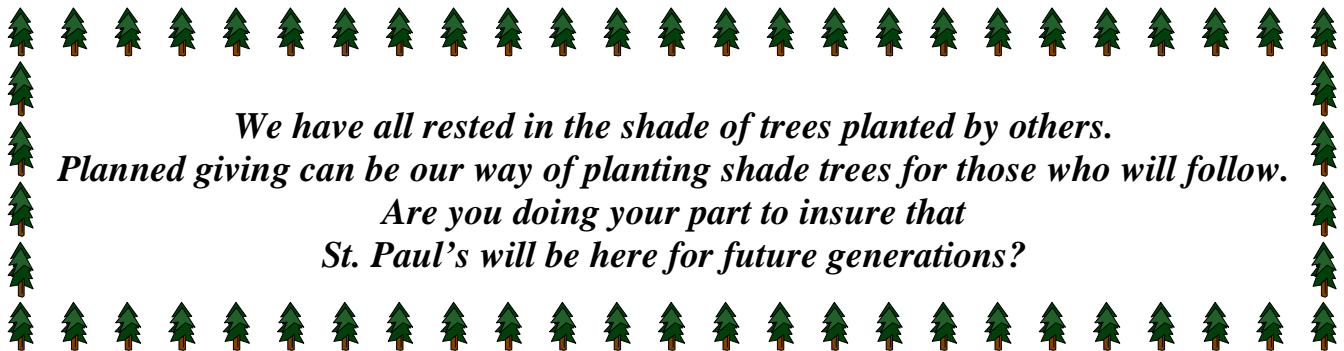 We have all rested in the shade of trees planted by others.
Planned giving can be our way of planting shade trees for those who will follow.
Are you doing your part to insure that
St. Paul’s will be here for future generations?